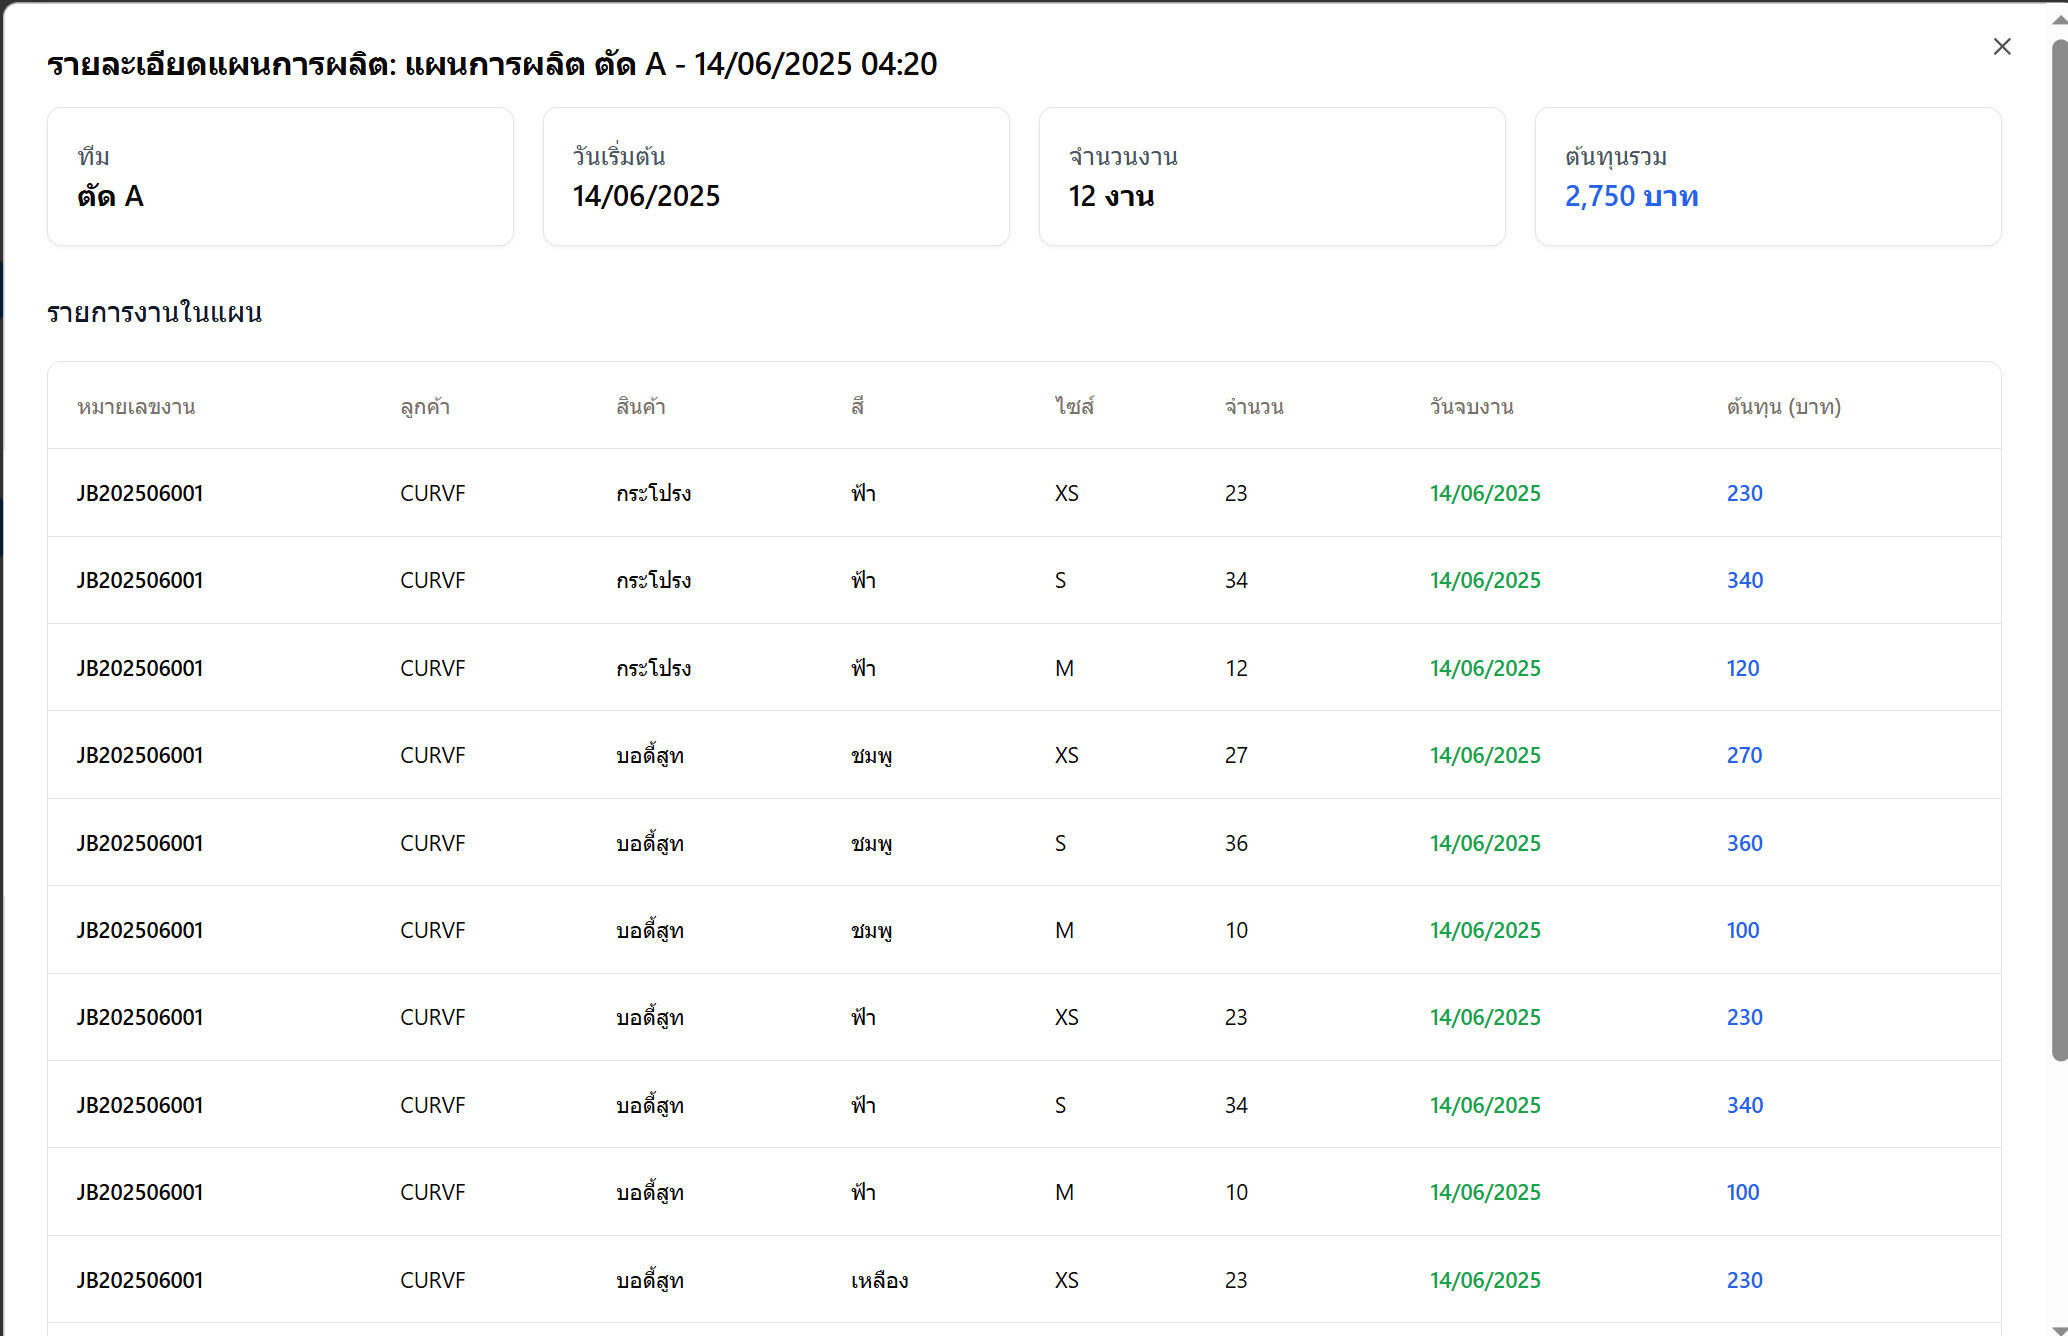 รายละเอียดแผนการผลิต: แผนการผลิต ตัด A - 14/06/2025 04:20
ทีม
ตัด A
วันเริ่มต้น
14/06/2025
จำนวนงาน
12 งาน
ต้นทุนรวม
2,750 บาท
รายการงานในแผน
หมายเลขงาน ลูกค้า สินค้า สี ไซส์ จำนวน วันจบงาน ต้นทุน (บาท)
JB202506001 CURVF กระโปรง ฟ้า XS 23 14/06/2025 230
JB202506001 CURVF กระโปรง ฟ้า S 34 14/06/2025 340
JB202506001 CURVF กระโปรง ฟ้า M 12 14/06/2025 120
JB202506001 CURVF บอดี้สูท ชมพู XS 27 14/06/2025 270
JB202506001 CURVF บอดี้สูท ชมพู S 36 14/06/2025 360
JB202506001 CURVF บอดี้สูท ชมพู M 10 14/06/2025 100
JB202506001 CURVF บอดี้สูท ฟ้า XS 23 14/06/2025 230
JB202506001 CURVF บอดี้สูท ฟ้า S 34 14/06/2025 340
JB202506001 CURVF บอดี้สูท ฟ้า M 10 14/06/2025 100
JB202506001 CURVF บอดี้สูท เหลือง XS 23 14/06/2025 230